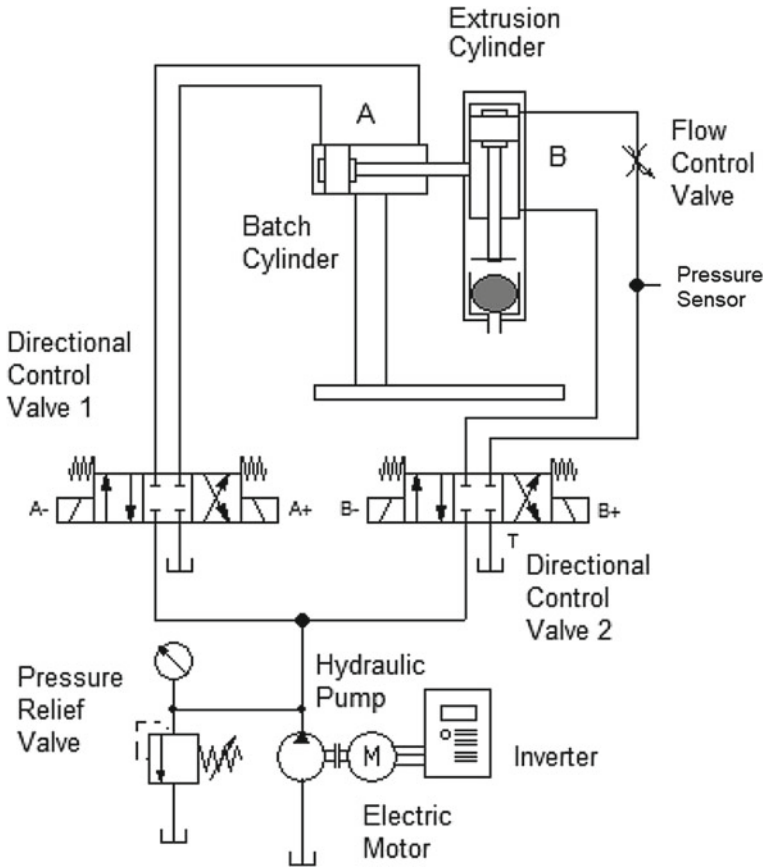 Extrusion
Cylinder
A
B
Flow
Control
Valve
Batch
Cylinder
Pressure
Sensor
Directional
Control
Valve 1
A-
A+
B-
B+
T
Directional
Control
Valve 2
Pressure
Relief
Valve
Hydraulic
Pump
M
Inverter
Electric
Motor